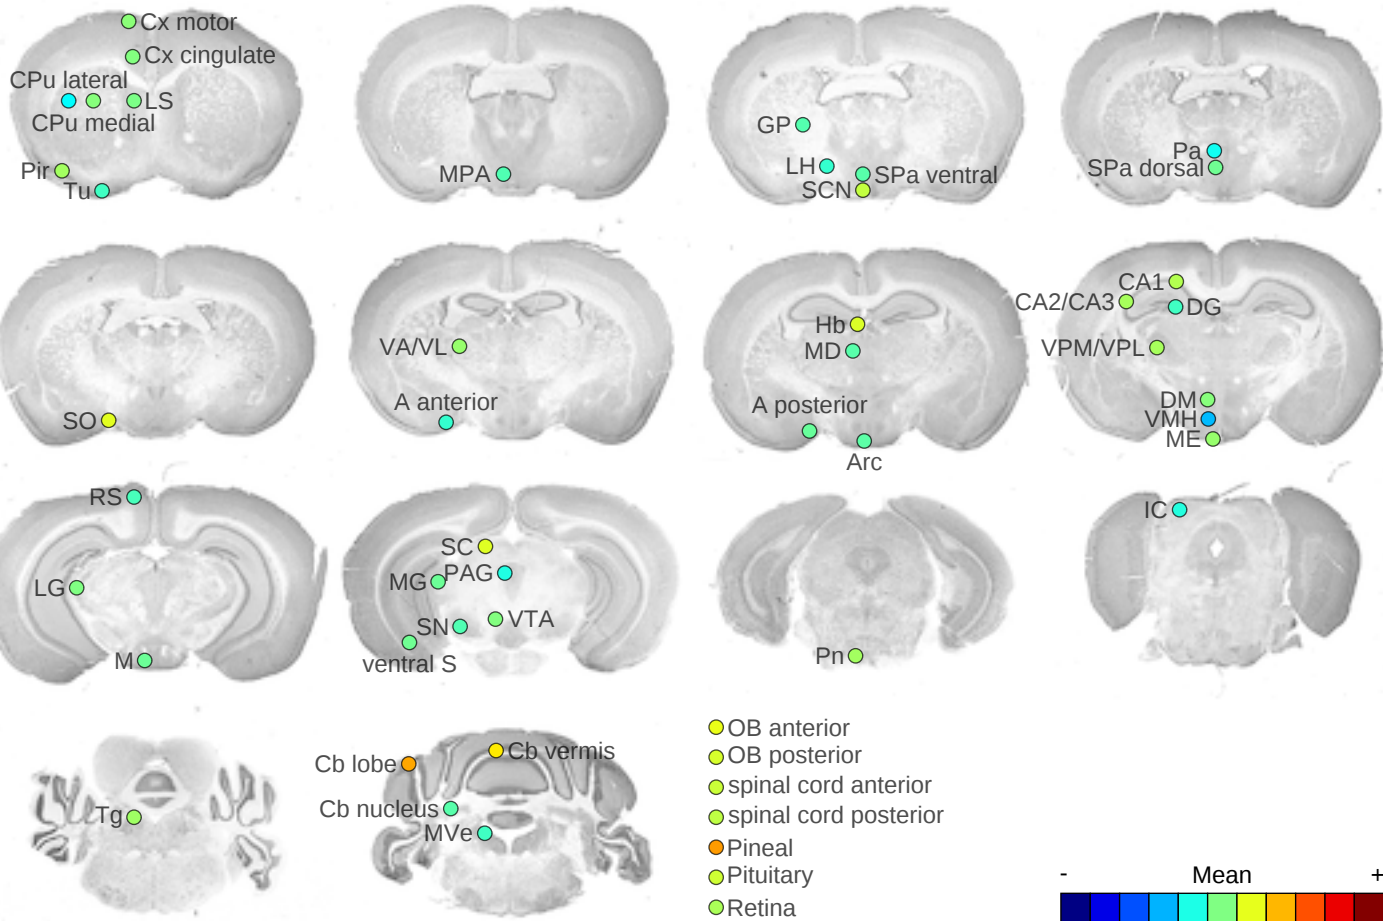 Cx motor
Cx cingulate
CPu lateral
LS
CPu medial
Pir
Tu
MPA
GP
LH
SPa ventral
SCN
Pa
SPa dorsal
SO
VA/VL
A anterior
Hb
MD
A posterior
Arc
CA1
CA2/CA3
DG
VPM/VPL
DM
VMH
ME
RS
LG
M
SC
PAG
MG
VTA
SN
ventral S
Pn
IC
Tg
Cb lobe
Cb vermis
Cb nucleus
MVe
OB anterior
OB posterior
spinal cord anterior
spinal cord posterior
Pineal
Pituitary
Retina
- Mean +